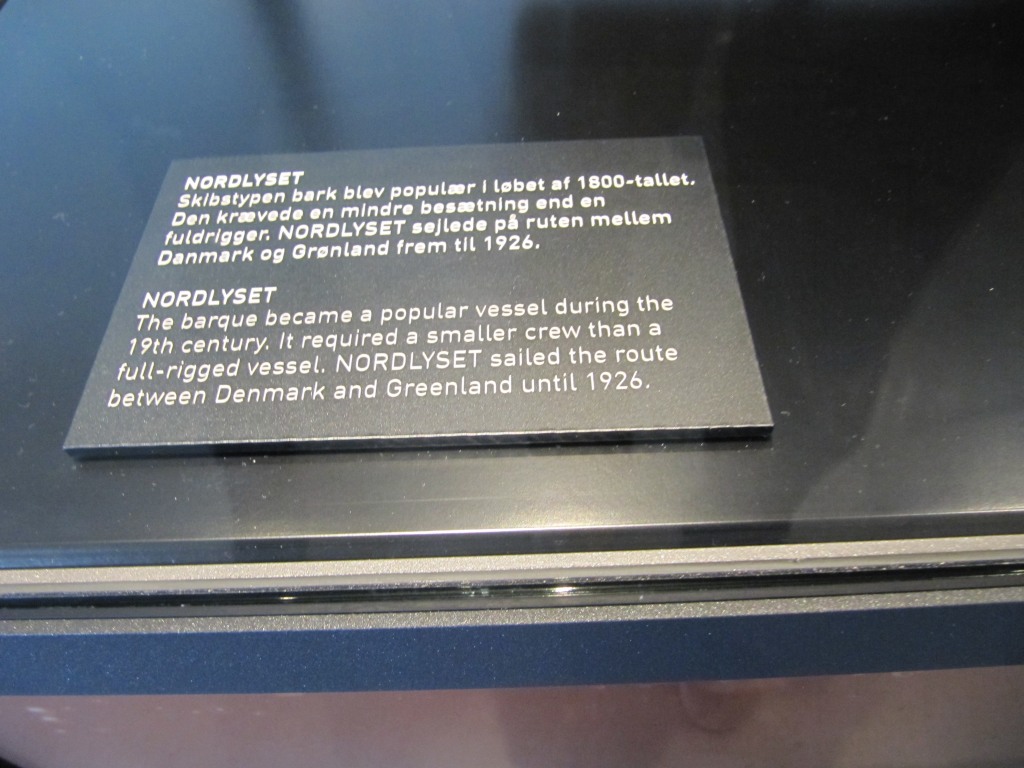 NORDLYSET
Skibstypen bark blev populær i løbet af 1800-tallet.
Den krævede en mindre besætning end en
fuldrigger. NORDLYSET sejlede på ruten mellem
Danmark og Grønland frem til 1926.
NORDLYSET
The barque became a popular vessel during the
19th century. It required a smaller crew than a
full-rigged vessel. NORDLYSET sailed the route
between Denmark and Greenland until 1926.